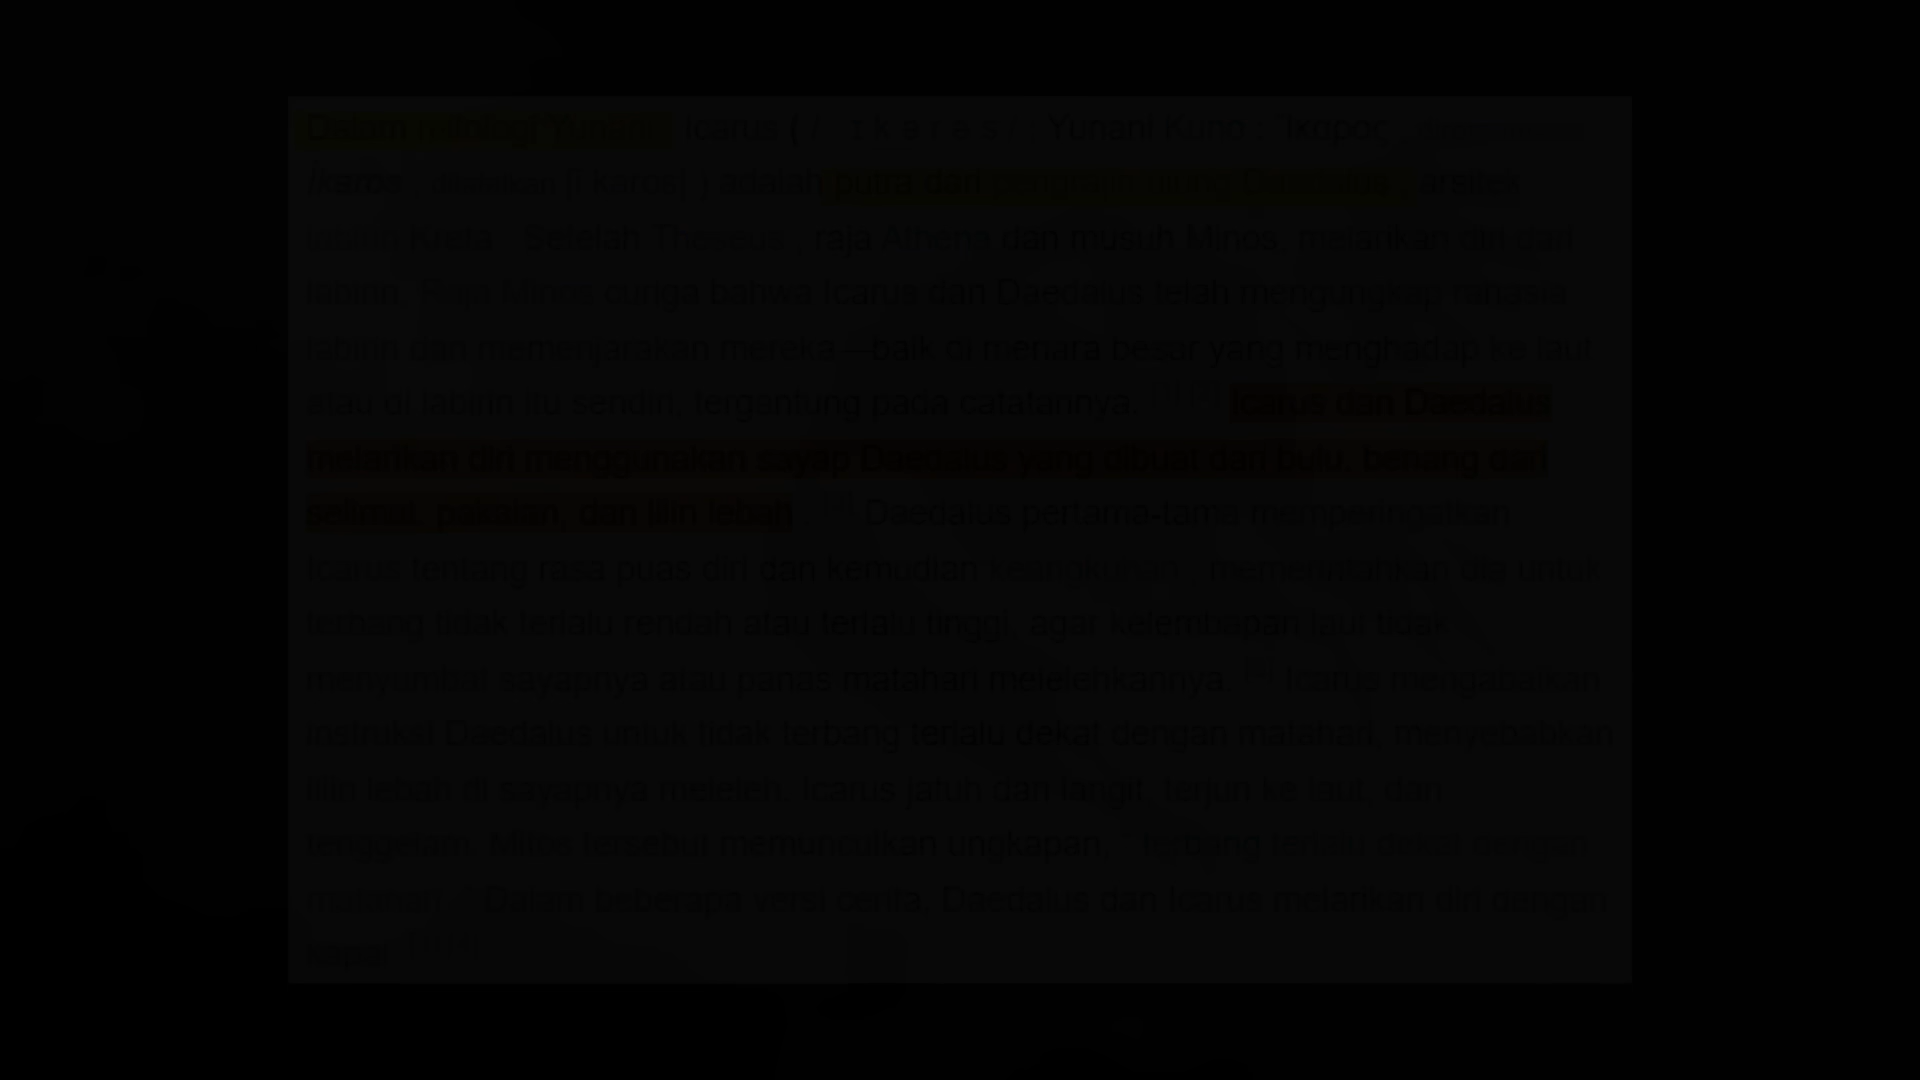 Dalam mitologi Yunani, Icarus ( / ˈ ɪ k ə r ə s / ; Yunani Kuno : Ἴκαρος,
Íkaros, [ǐːkaros] ) adalah putra dari pengrajin ulung Daedalus , arsitek
labirin Kreta . Setelah Theseus , raja Athena dan musuh Minos, melarikan diri dari
labirin, Raja Minos curiga bahwa Icarus dan Daedalus telah mengungkap rahasia
labirin dan memenjarakan mereka —baik di menara besar yang menghadap ke laut
atau di labirin itu sendiri, tergantung pada catatannya. Icarus dan Daedalus
melarikan diri menggunakan sayap Daedalus yang dibuat dari bulu, benang dari
selimut, pakaian, dan lilin lebah Daedalus pertama-tama memperingatkan
Icarus tentang rasa puas diri dan kemudian keangkuhan , memerintahkan dia untuk
terbang tidak terlalu rendah atau terlalu tinggi, agar kelembapan laut tidak
menyumbat sayapnya atau panas matahari melelehkannya. Icarus mengabaikan
instruksi Daedalus untuk tidak terbang terlalu dekat dengan matahari, menyebabkan
lilin lebah di sayapnya meleleh. Icarus jatuh dari langit, terjun ke laut, dan
tenggelam. Mitos tersebut memunculkan ungkapan, " terbang terlalu dekat dengan
matahari . " Dalam beberapa versi cerita, Daedalus dan Icarus melarikan diri dengan
kapal.